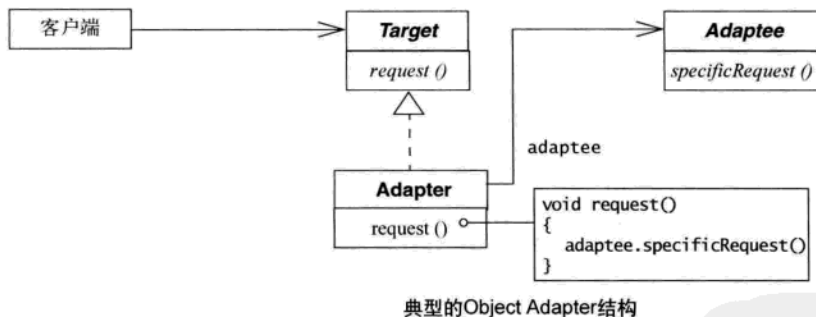 客户端
Target
request ()
Adaptee
specificRequest ()
adaptee
Adapter
request ()
void request()
{
adaptee.specificRequest()
}
典型的Object Adapter结构